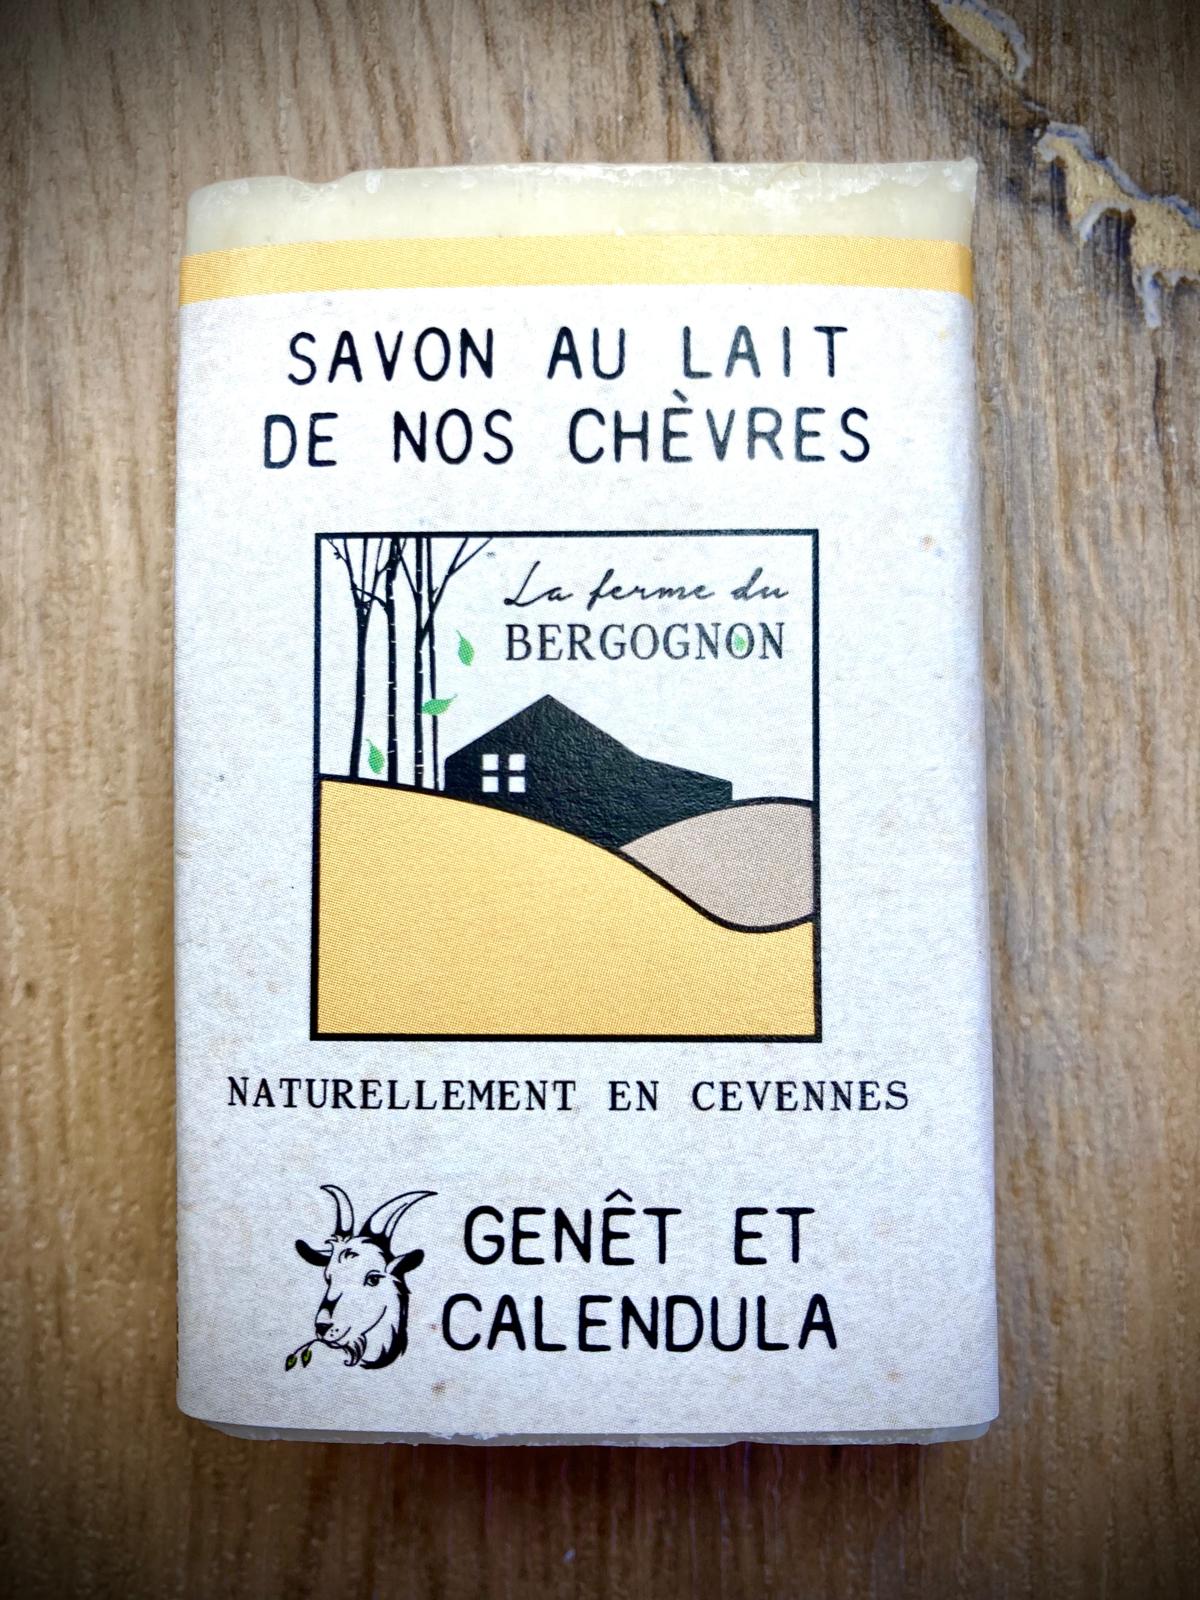 SAVON AU LAIT
DE NOS CHÈVRES
La ferme du
BERGOGNON
NATURELLEMENT EN CEVENNES
GENÊT ET
CALENDULA